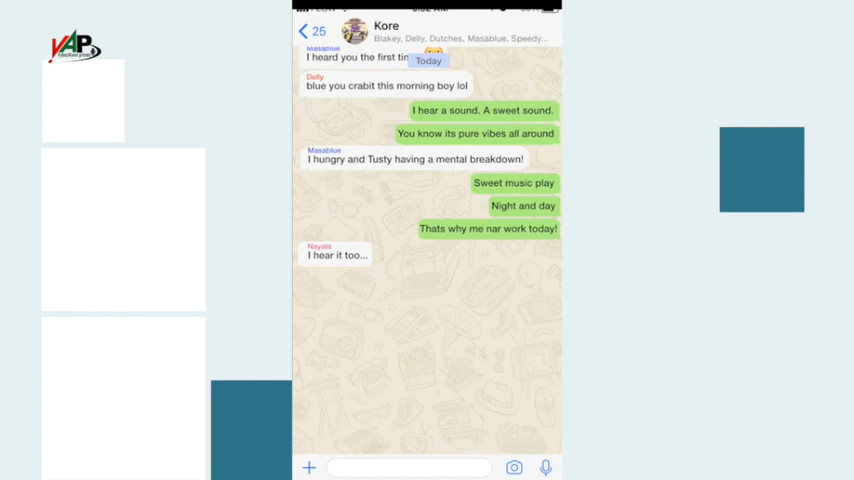 YAP
25
Kore
Blakey, Delly, Dutches, Masablue, Speedy...
Masablue
I heard you the first tim
Today
Delly
blue you crabit this morning boy lol
I hear a sound. A sweet sound.
You know its pure vibes all around
Masablue
I hungry and Tusty having a mental breakdown!
Sweet music play
Night and day
Thats why me nar work today!
Nayala
I hear it too...